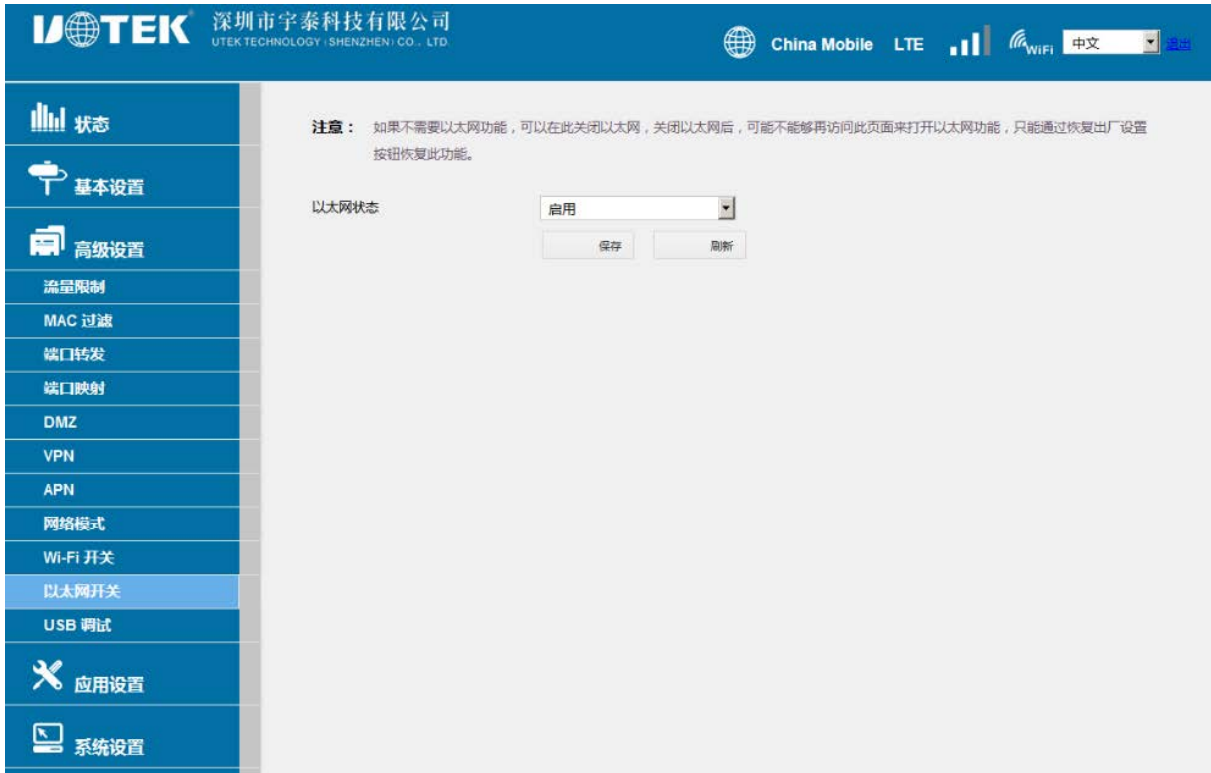 UOTEK® 深圳市宇泰科技有限公司
UTEK TECHNOLOGY (SHENZHEN) CO., LTD.
China Mobile LTE WiFi 中文 退出
状态
注意： 如果不需要以太网功能，可以在此关闭以太网，关闭以太网后，可能不能够再访问此页面来打开以太网功能，只能通过恢复出厂设置
按钮恢复此功能。
基本设置
以太网状态 启用
保存 刷新
高级设置
流量限制
MAC 过滤
端口转发
端口映射
DMZ
VPN
APN
网络模式
Wi-Fi 开关
以太网开关
USB 调试
应用设置
系统设置